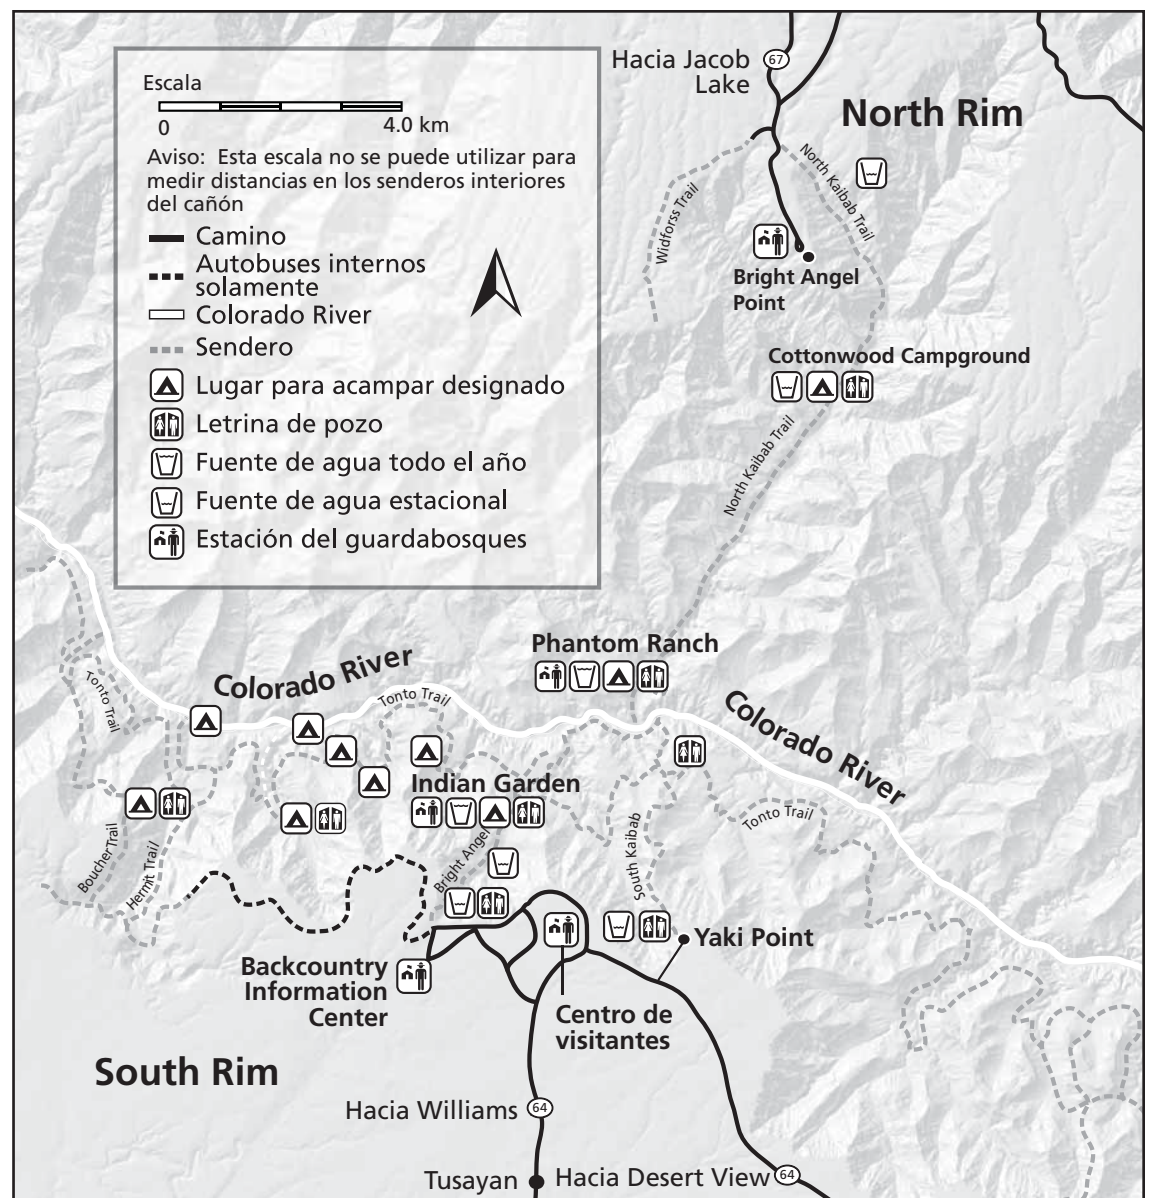 Hacia Jacob
Lake
67
North Rim
Escala
0
4.0 km
Aviso: Esta escala no se puede utilizar para
medir distancias en los senderos interiores
del cañón
Camino
Autobuses internos
solamente
Colorado River
Sendero
Lugar para acampar designado
Letrina de pozo
Fuente de agua todo el año
Fuente de agua estacional
Estación del guardabosques
Widforss Trail
North Kaibab Trail
Bright Angel
Point
Cottonwood Campground
North Kaibab Trail
Phantom Ranch
Colorado River
Tonto Trail
Tonto Trail
Colorado River
Indian Garden
Tonto Trail
Boucher Trail
Hermit Trail
Bright Angel
South Kaibab
Yaki Point
Backcountry
Information
Center
Centro de
visitantes
South Rim
Hacia Williams
64
Tusayan
Hacia Desert View
64